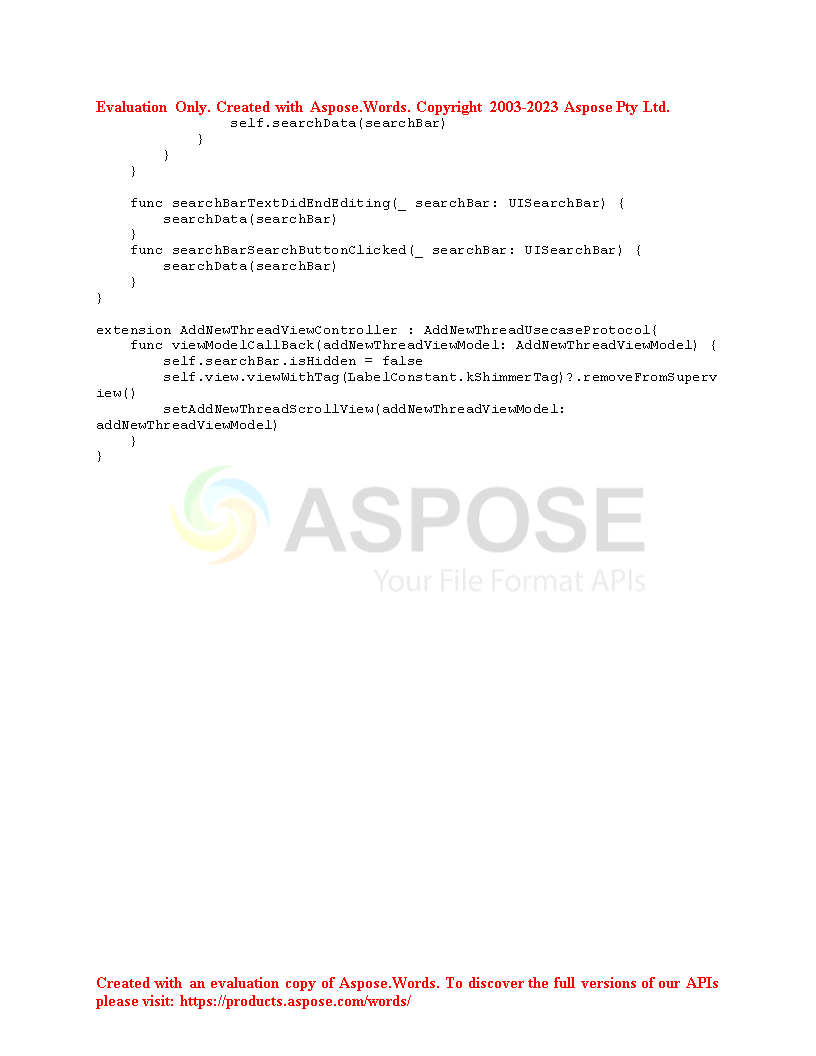 Evaluation Only. Created with Aspose.Words. Copyright 2003-2023 Aspose Pty Ltd.
                self.searchData(searchBar)
            }
        }
    }

    func searchBarTextDidEndEditing(_ searchBar: UISearchBar) {
        searchData(searchBar)
    }
    func searchBarSearchButtonClicked(_ searchBar: UISearchBar) {
        searchData(searchBar)
    }
}

extension AddNewThreadViewController : AddNewThreadUsecaseProtocol{
    func viewModelCallBack(addNewThreadViewModel: AddNewThreadViewModel) {
        self.searchBar.isHidden = false
        self.view.viewWithTag(LabelConstant.kShimmerTag)?.removeFromSuperv
iew()
        setAddNewThreadScrollView(addNewThreadViewModel:
addNewThreadViewModel)
    }
}
ASPOSE
Your File Format APIs
Created with an evaluation copy of Aspose.Words. To discover the full versions of our APIs
please visit: https://products.aspose.com/words/